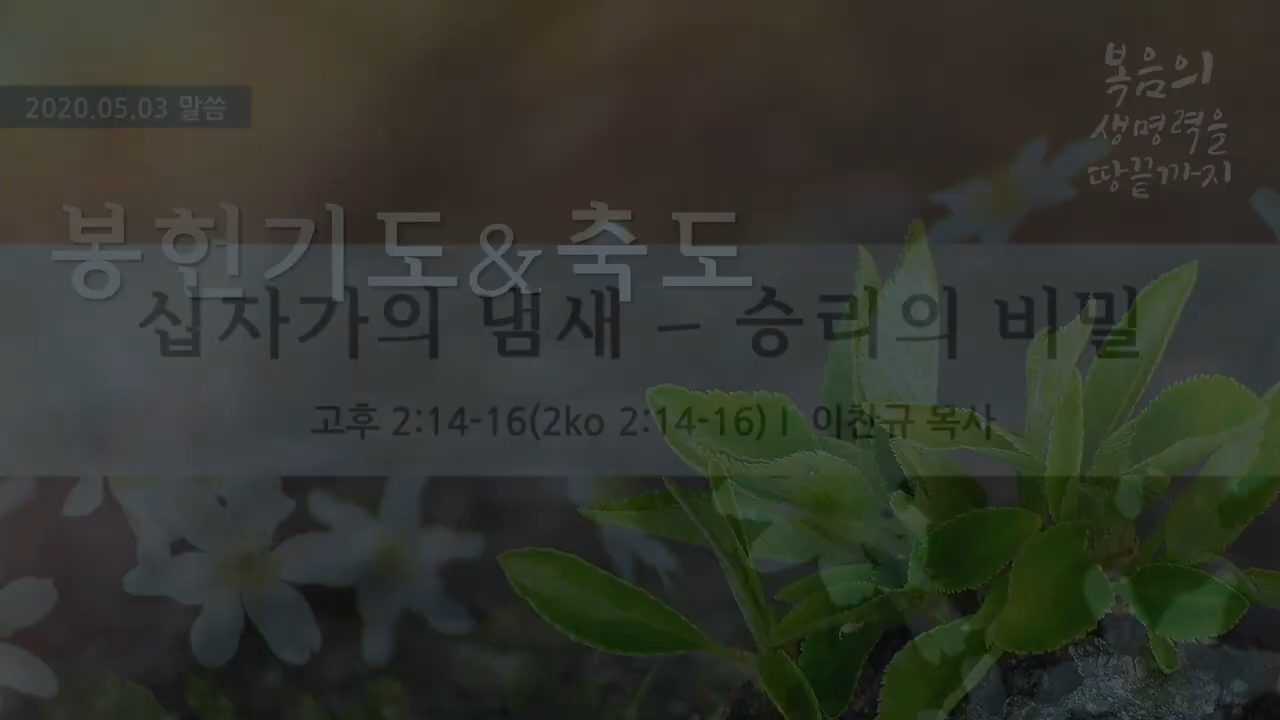 2020.05.03 말씀
복음의
생명력을
땅끝까지
봉헌기도&축도
십자가의 냄새 – 승리의 비밀
고후 2:14-16(2ko 2:14-16) | 이찬규 목사